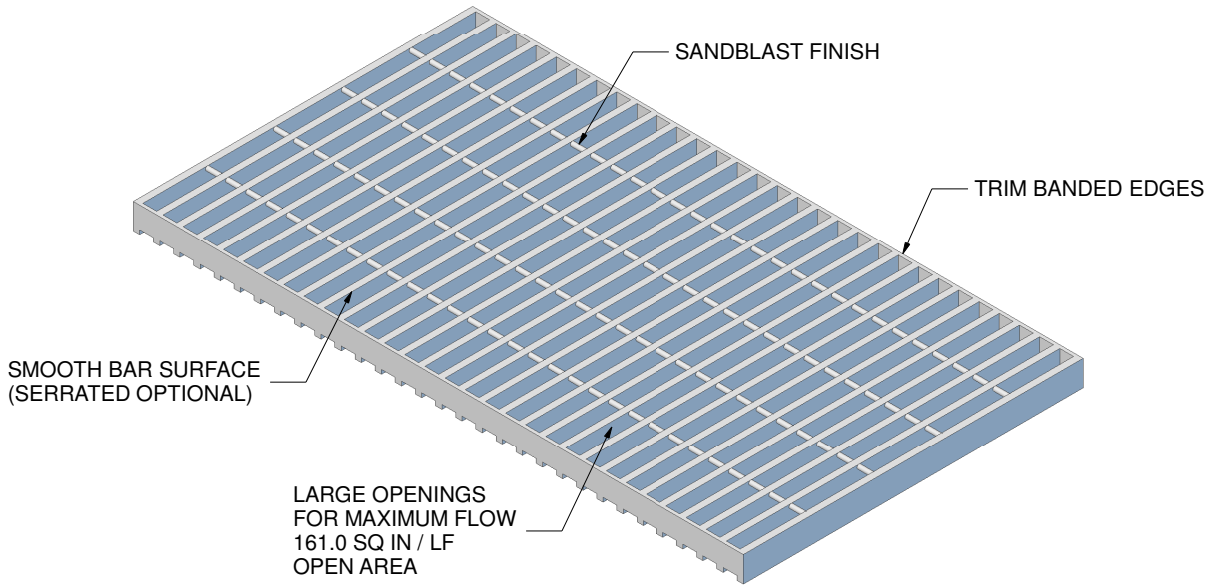 SANDBLAST FINISH
TRIM BANDED EDGES
SMOOTH BAR SURFACE
(SERRATED OPTIONAL)
LARGE OPENINGS
FOR MAXIMUM FLOW
161.0 SQ IN / LF
OPEN AREA